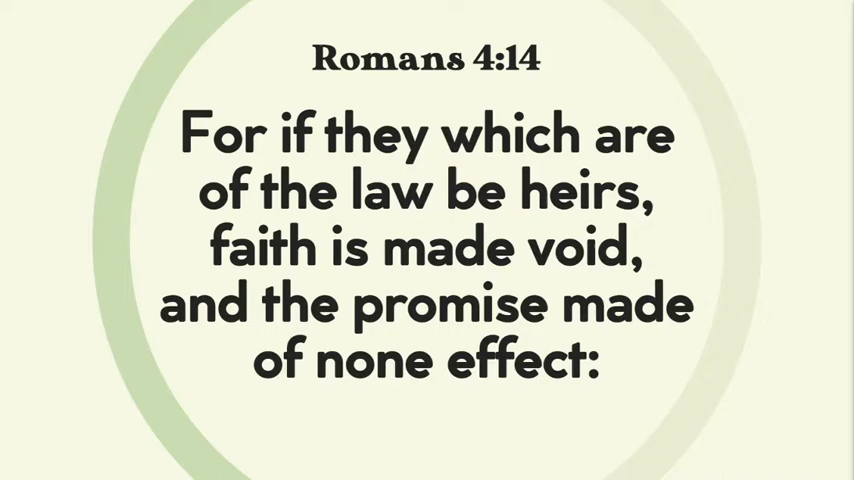 Romans 4:14
For if they which are
of the law be heirs,
faith is made void,
and the promise made
of none effect: